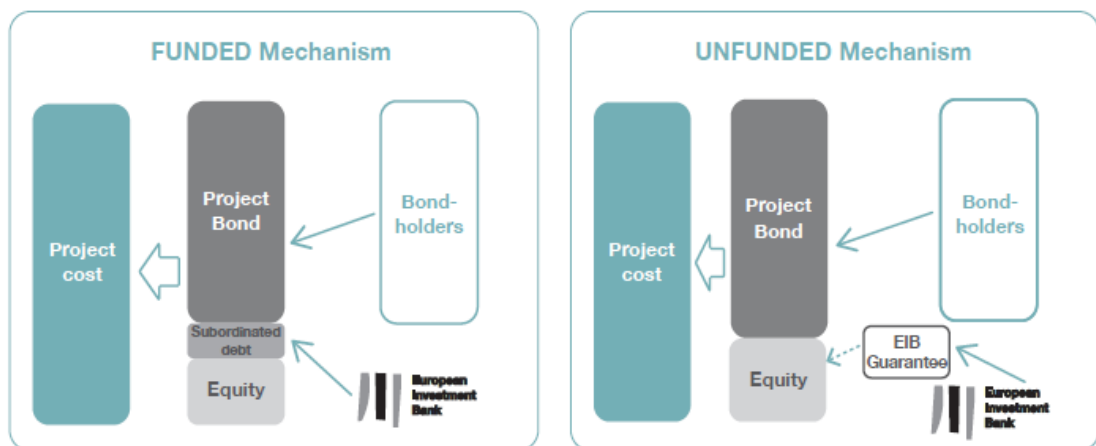 FUNDED Mechanism
Project
cost
Project
Bond
Subordinated
debt
Equity
Bond-
holders
European
Investment
Bank
UNFUNDED Mechanism
Project
cost
Project
Bond
Equity
Bond-
holders
EIB
Guarantee
European
Investment
Bank